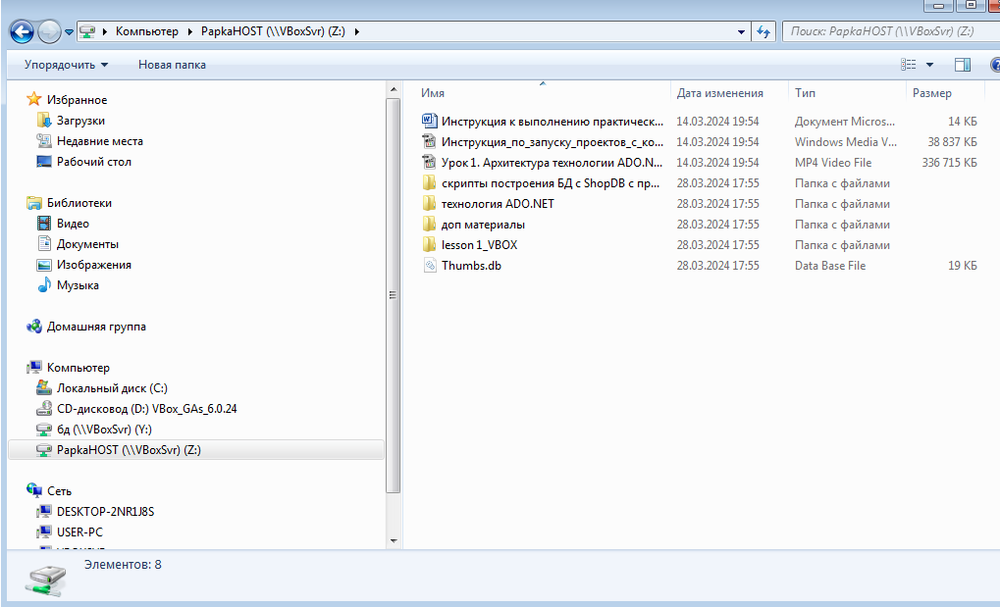 Компьютер PapkaHOST (\\VBoxSvr) (Z:) Поиск: PapkaHOST (\\VBoxSvr) (Z:)
Упорядочить Новая папка
Избранное
Загрузки
Недавние места
Рабочий стол
Библиотеки
Видео
Документы
Изображения
Музыка
Домашняя группа
Компьютер
Локальный диск (C:)
CD-дисковод (D:) VBox_GAs_6.0.24
бд (\\VBoxSvr) (Y:)
PapkaHOST (\\VBoxSvr) (Z:)
Сеть
DESKTOP-2NR1J8S
USER-PC
Имя Дата изменения Тип Размер
Инструкция к выполнению практическ... 14.03.2024 19:54 Документ Micros... 14 КБ
Инструкция_по_запуску_проектов_с_ко... 14.03.2024 19:54 Windows Media V... 38 837 КБ
Урок 1. Архитектура технологии ADO.N... 14.03.2024 19:54 MP4 Video File 336 715 КБ
скрипты построения БД с ShopDB с пр... 28.03.2024 17:55 Папка с файлами
технология ADO.NET 28.03.2024 17:55 Папка с файлами
доп материалы 28.03.2024 17:55 Папка с файлами
lesson 1_VBOX 28.03.2024 17:55 Папка с файлами
Thumbs.db 28.03.2024 17:55 Data Base File 19 КБ
Элементов: 8